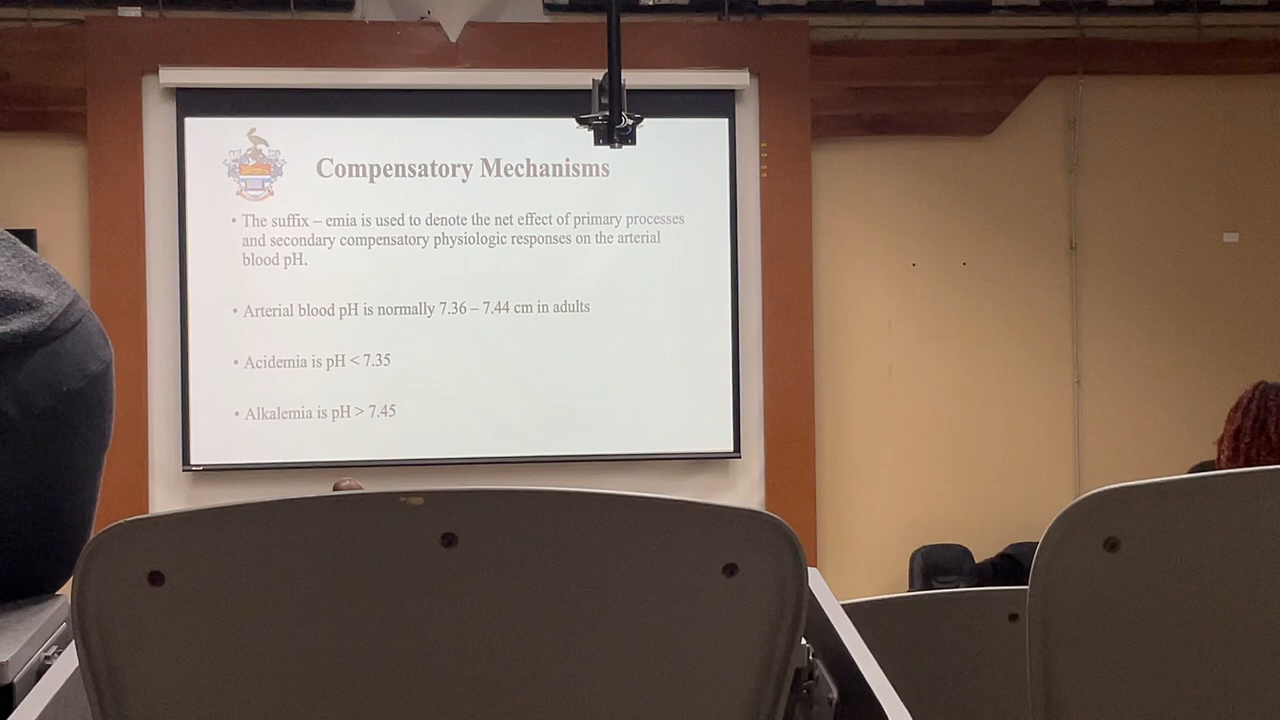 Compensatory Mechanisms
• The suffix – emia is used to denote the net effect of primary processes
and secondary compensatory physiologic responses on the arterial
blood pH.
• Arterial blood pH is normally 7.36 – 7.44 cm in adults
• Acidemia is pH < 7.35
• Alkalemia is pH > 7.45